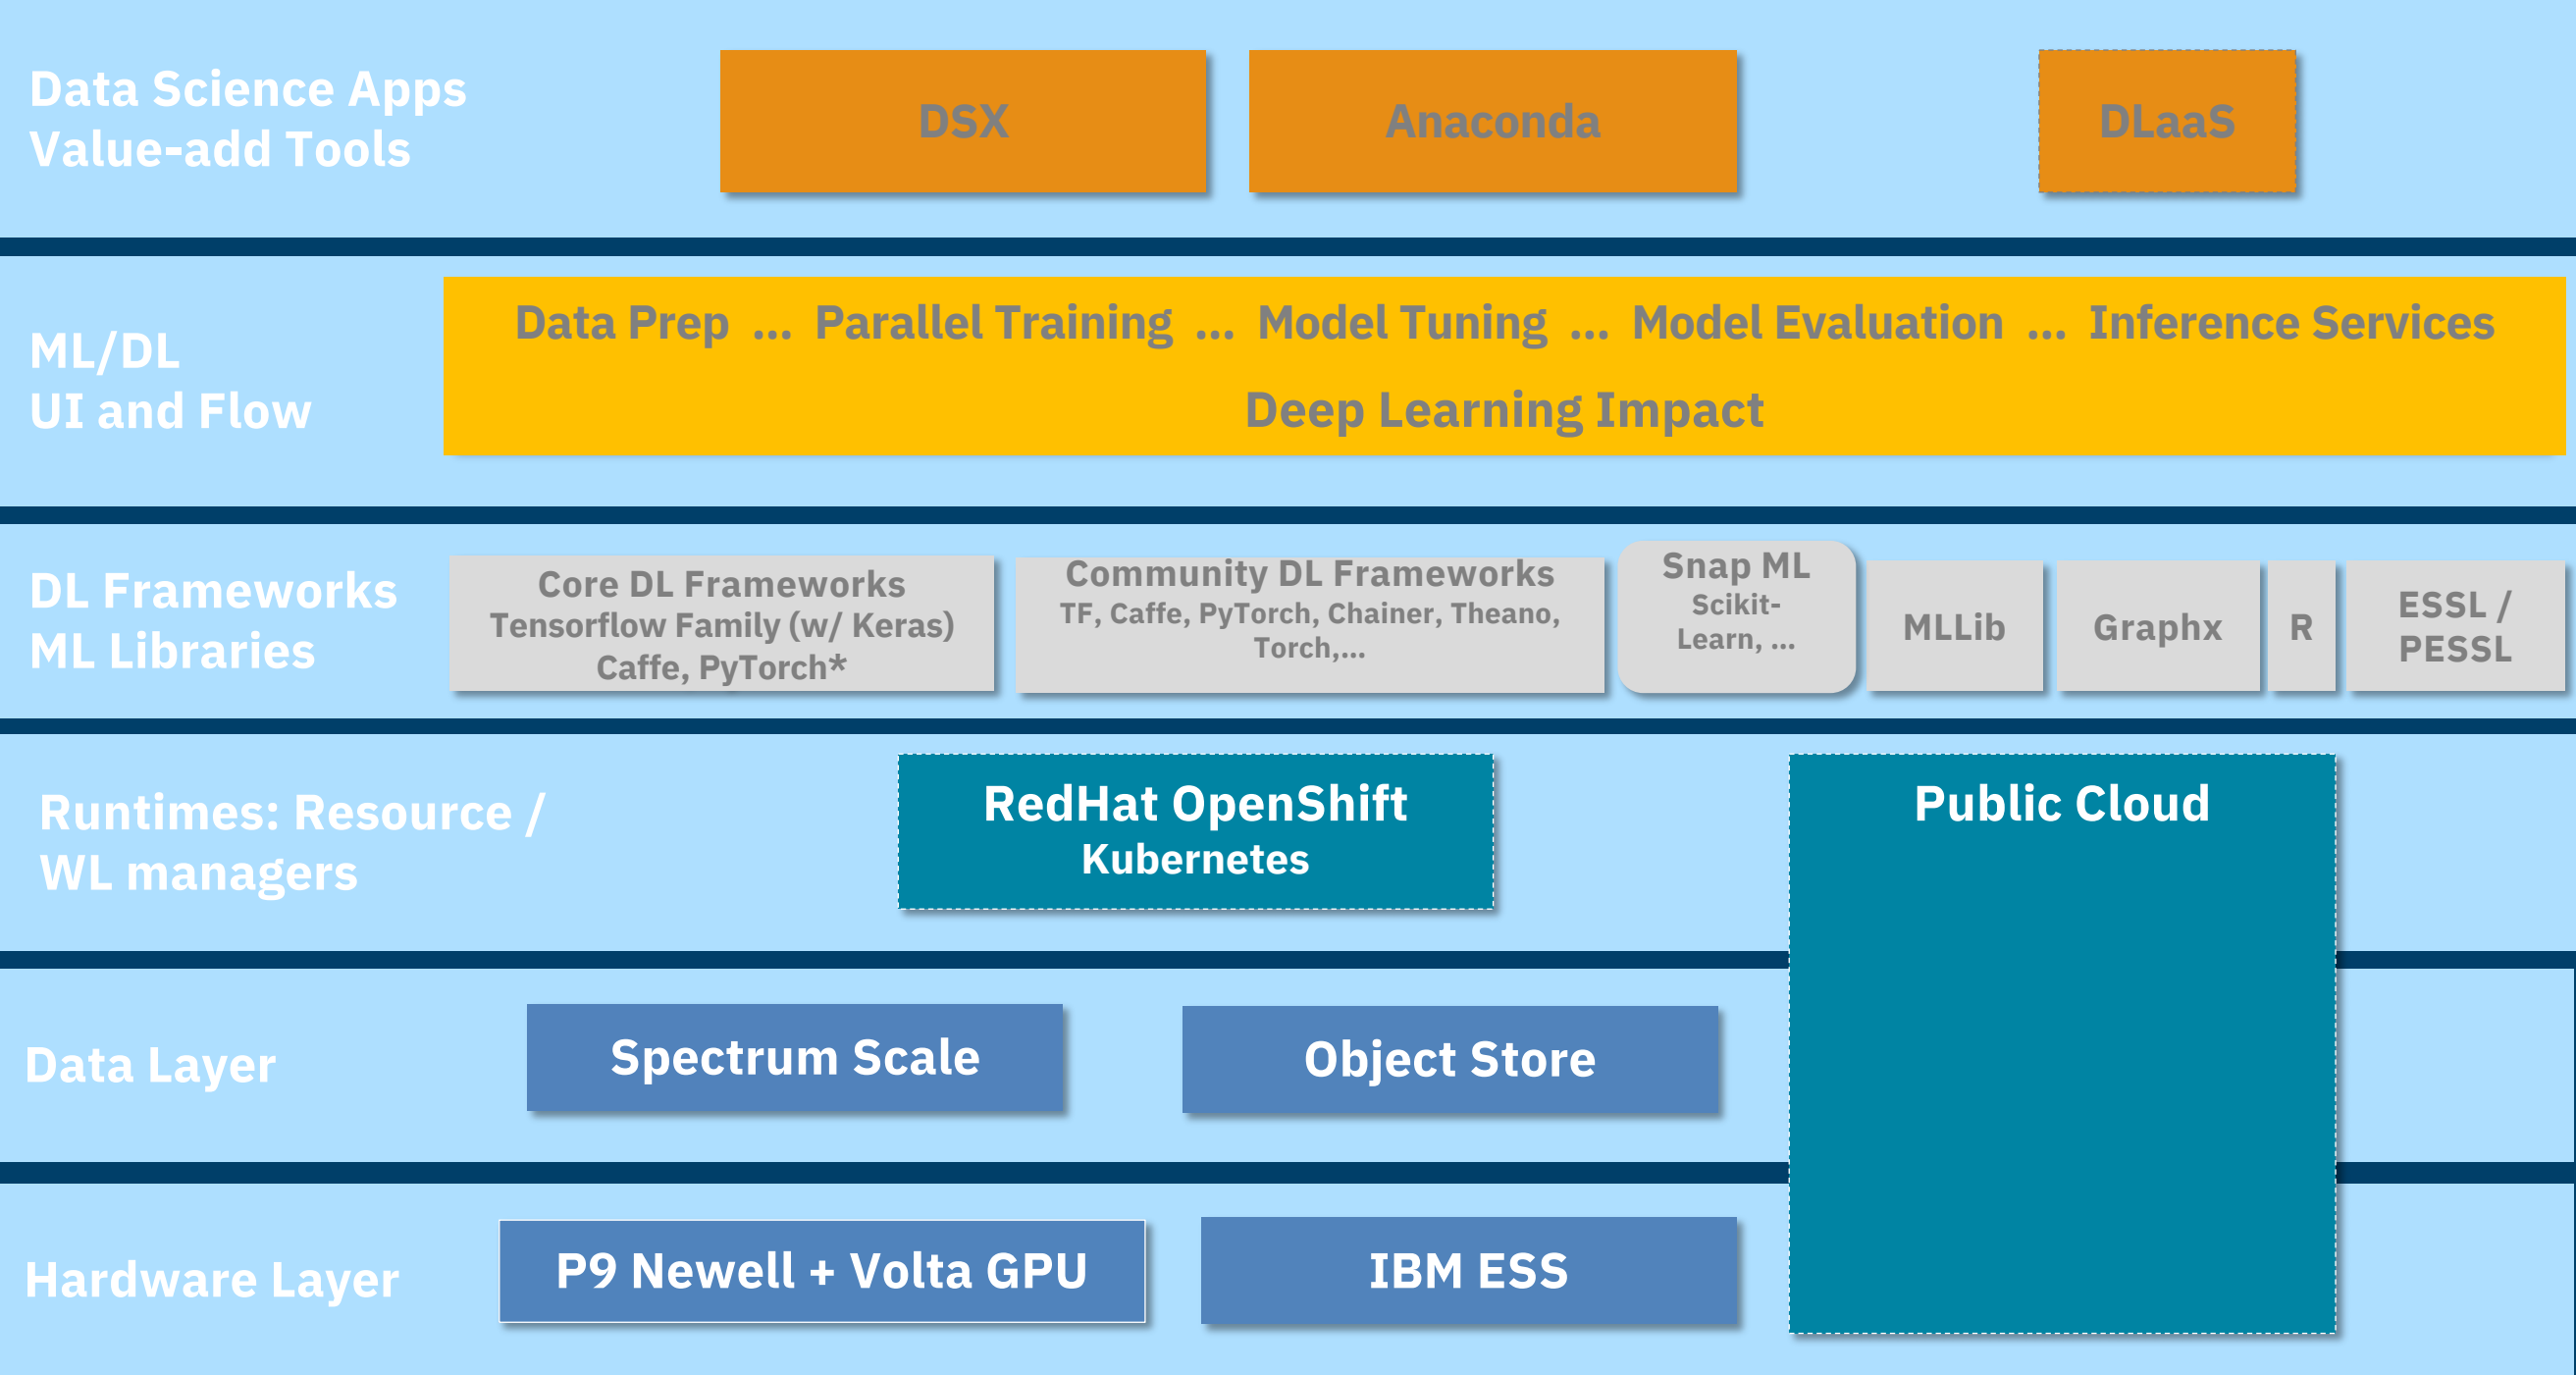 Data Science Apps
Value-add Tools
DSX
Anaconda
DLaaS
ML/DL
UI and Flow
Data Prep ... Parallel Training ... Model Tuning ... Model Evaluation ... Inference Services
Deep Learning Impact
DL Frameworks
ML Libraries
Core DL Frameworks
Tensorflow Family (w/ Keras)
Caffe, PyTorch*
Community DL Frameworks
TF, Caffe, PyTorch, Chainer, Theano,
Torch,...
Snap ML
Scikit-
Learn, ...
MLLib
Graphx
R
ESSL /
PESSL
Runtimes: Resource /
WL managers
RedHat OpenShift
Kubernetes
Public Cloud
Data Layer
Spectrum Scale
Object Store
Hardware Layer
P9 Newell + Volta GPU
IBM ESS